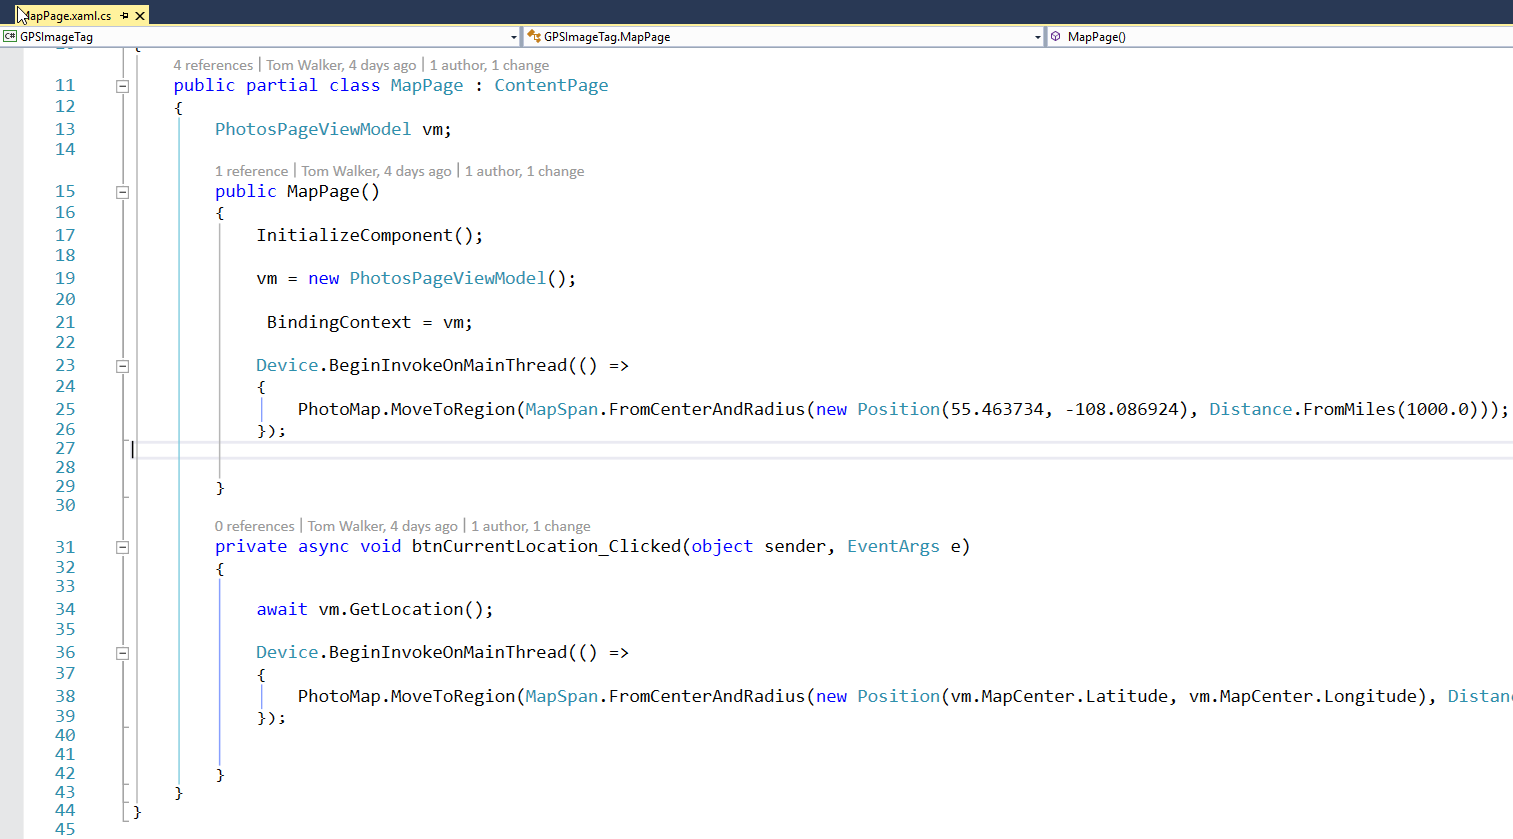 MapPage.xaml.cs
GPSImageTag GPSImageTag.MapPage MapPage()
4 references | Tom Walker, 4 days ago | 1 author, 1 change
11 public partial class MapPage : ContentPage
12 {
13 PhotosPageViewModel vm;
14
1 reference | Tom Walker, 4 days ago | 1 author, 1 change
15 public MapPage()
16 {
17 InitializeComponent();
18
19 vm = new PhotosPageViewModel();
20
21 BindingContext = vm;
22
23 Device.BeginInvokeOnMainThread(() =>
24 {
25 PhotoMap.MoveToRegion(MapSpan.FromCenterAndRadius(new Position(55.463734, -108.086924), Distance.FromMiles(1000.0)));
26 });
27
28
29 }
30
0 references | Tom Walker, 4 days ago | 1 author, 1 change
31 private async void btnCurrentLocation_Clicked(object sender, EventArgs e)
32 {
33
34 await vm.GetLocation();
35
36 Device.BeginInvokeOnMainThread(() =>
37 {
38 PhotoMap.MoveToRegion(MapSpan.FromCenterAndRadius(new Position(vm.MapCenter.Latitude, vm.MapCenter.Longitude), Distan
39 });
40
41
42 }
43 }
44 }
45